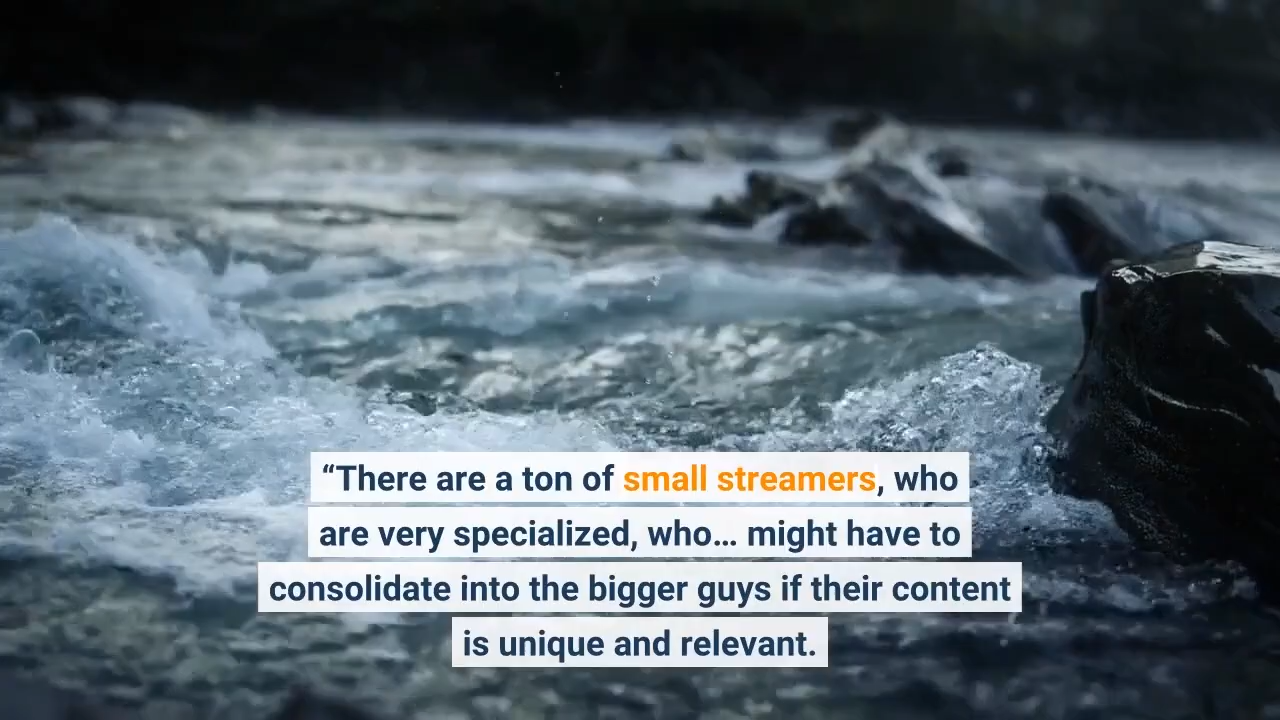 “There are a ton of small streamers, who
are very specialized, who… might have to
consolidate into the bigger guys if their content
is unique and relevant.